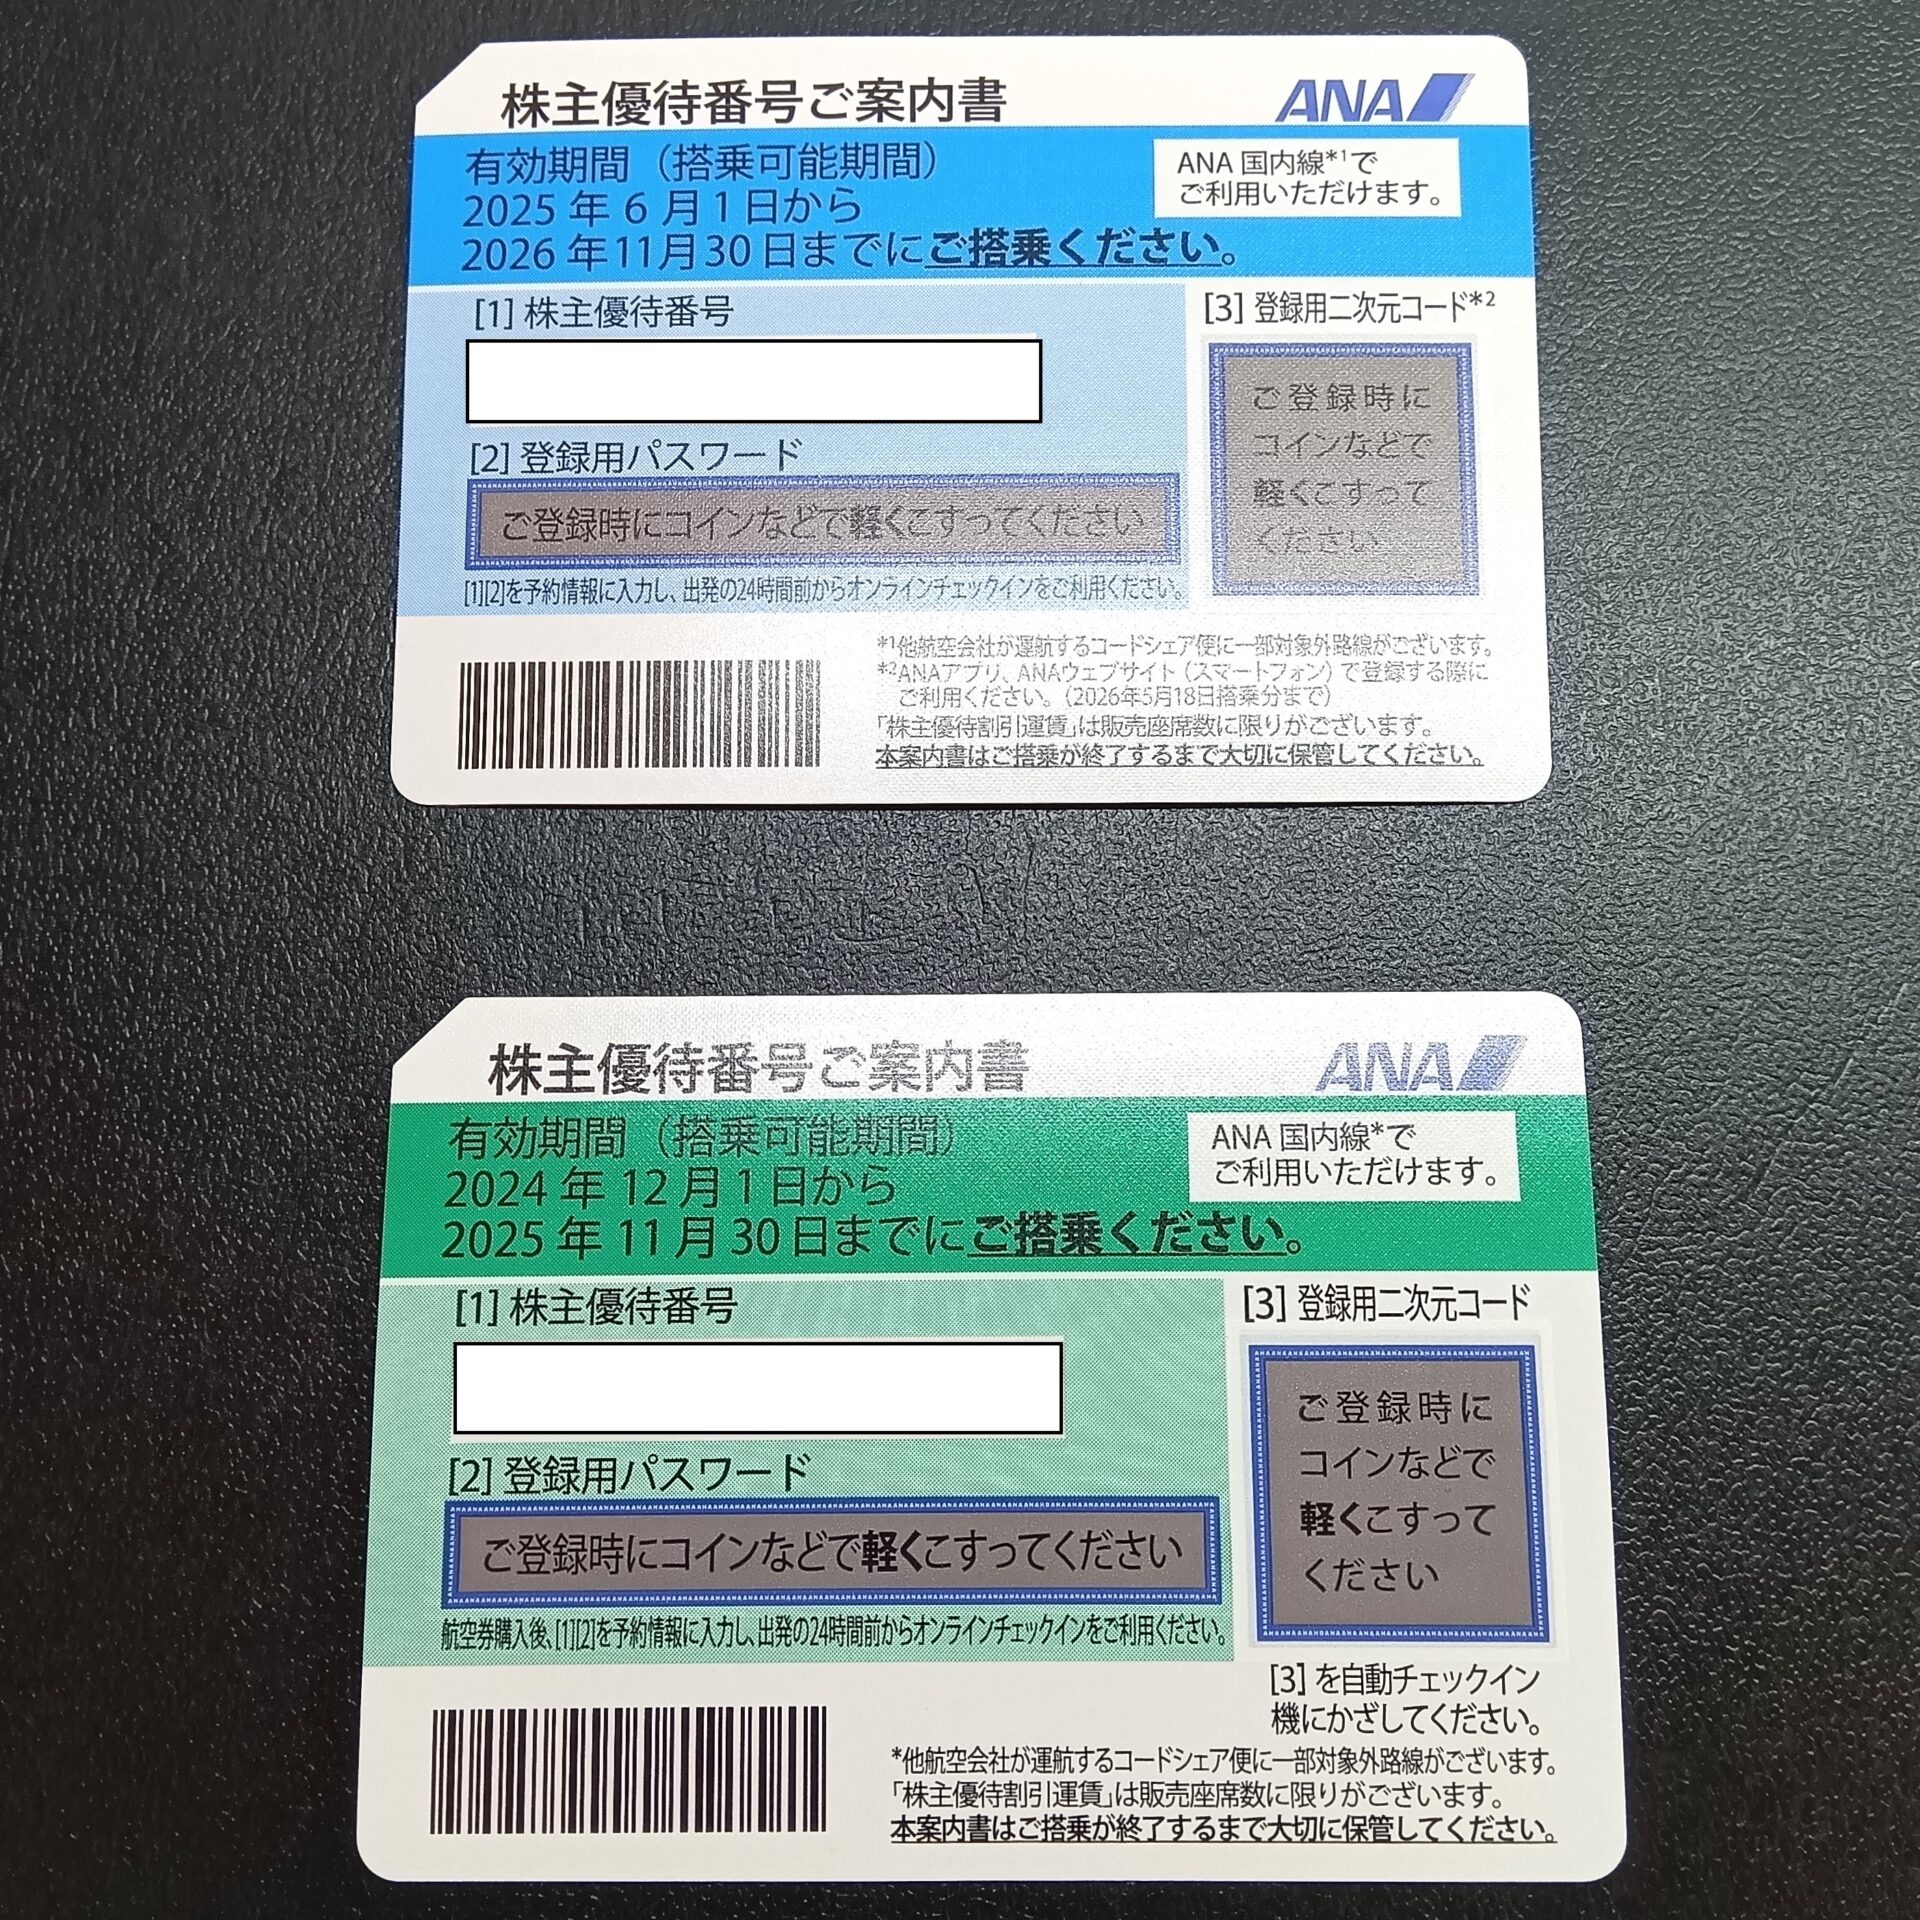 株主優待番号ご案内書
ANA
有効期間（搭乗可能期間）
2025年6月1日から
2026年11月30日までにご搭乗ください。
ANA国内線*1で
ご利用いただけます。
[1] 株主優待番号
[2] 登録用パスワード
ご登録時にコインなどで軽くこすってください
[1][2]を予約情報に入力し、出発の24時間前からオンラインチェックインをご利用ください。
[3] 登録用二次元コード*2
ご登録時に
コインなどで
軽くこすって
ください
*1他航空会社が運航するコードシェア便に一部対象外路線がございます。
*2ANAアプリ、ANAウェブサイト（スマートフォン）で登録する際に
ご利用ください。（2026年5月18日搭乗分まで）
「株主優待割引運賃」は販売座席数に限りがございます。
本案内書はご搭乗が終了するまで大切に保管してください。
株主優待番号ご案内書
ANA
有効期間（搭乗可能期間）
2024年12月1日から
2025年11月30日までにご搭乗ください。
ANA国内線*で
ご利用いただけます。
[1] 株主優待番号
[2] 登録用パスワード
ご登録時にコインなどで軽くこすってください
航空券購入後、[1][2]を予約情報に入力し、出発の24時間前からオンラインチェックインをご利用ください。
[3] 登録用二次元コード
ご登録時に
コインなどで
軽くこすって
ください
[3] を自動チェックイン
機にかざしてください。
*他航空会社が運航するコードシェア便に一部対象外路線がございます。
「株主優待割引運賃」は販売座席数に限りがございます。
本案内書はご搭乗が終了するまで大切に保管してください。